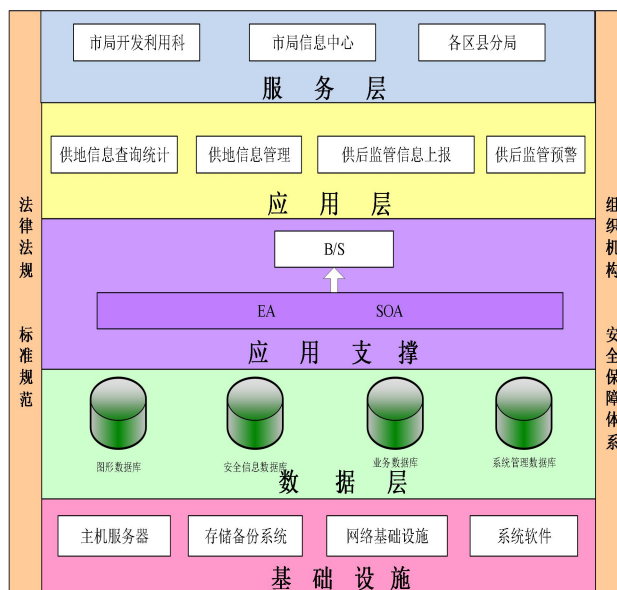 市局开发利用科
市局信息中心
各区县分局
服务层
供地信息查询统计
供地信息管理
供后监管信息上报
供后监管预警
应用层
B/S
EA
SOA
应用支撑
图形数据库
安全信息数据库
业务数据库
系统管理数据库
数据层
主机服务器
存储备份系统
网络基础设施
系统软件
基础设施
法律法规
标准规范
组织机构
安全保障体系